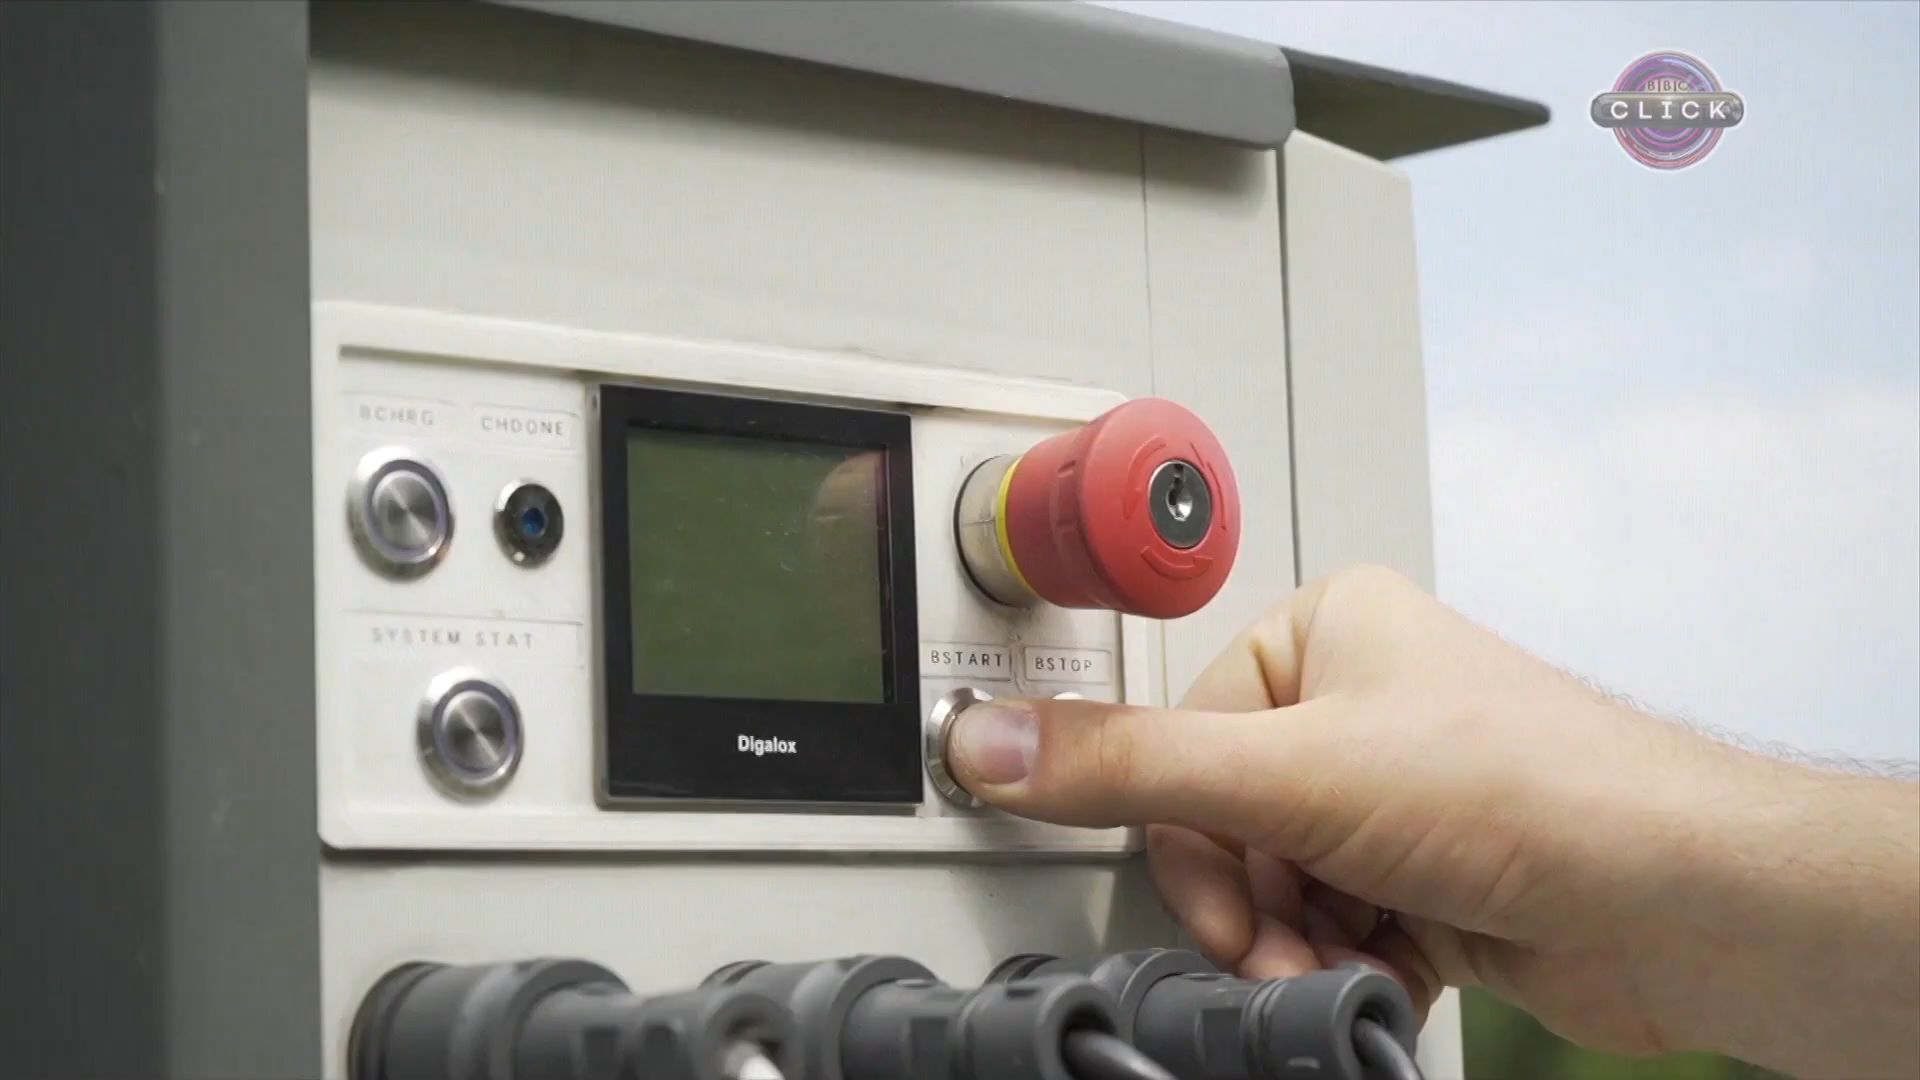 BBC
CLICK
BCHRG
CHDONE
SYSTEM STAT
BSTART
BSTOP
Digalox